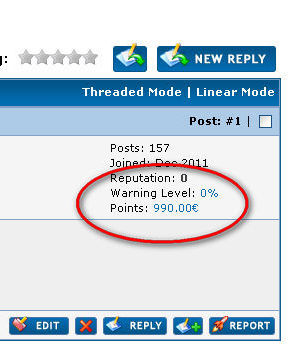 g:
NEW REPLY
Threaded Mode | Linear Mode
Post: #1 |
Posts: 157
Joined: Dec 2011
Reputation: 0
Warning Level: 0%
Points: 990.00€
EDIT
REPLY
REPORT